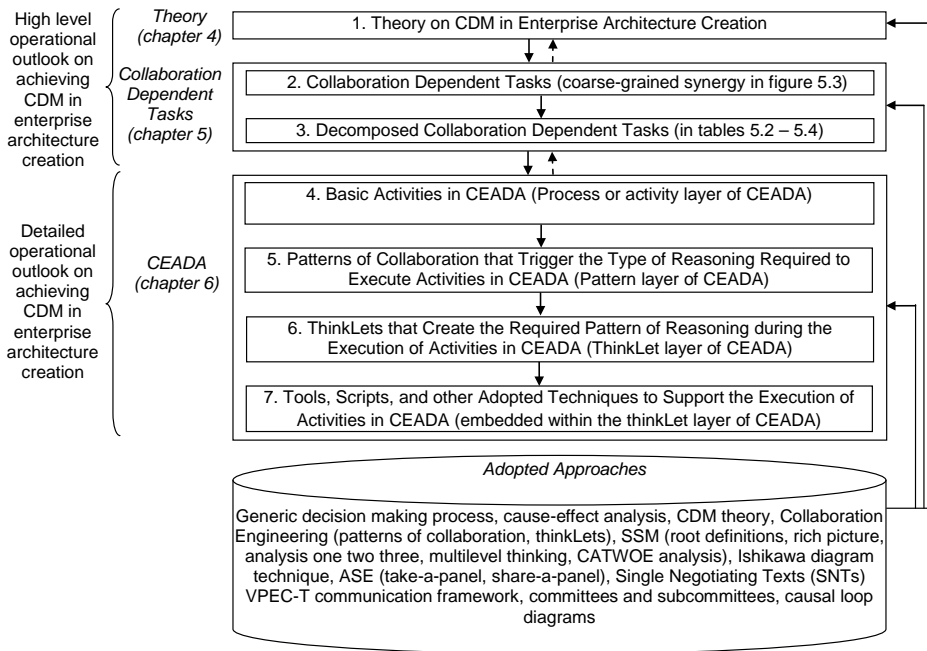 High level
operational
outlook on
achieving
CDM in
enterprise
architecture
creation
Theory
(chapter 4)
1. Theory on CDM in Enterprise Architecture Creation
Collaboration
Dependent
Tasks
(chapter 5)
2. Collaboration Dependent Tasks (coarse-grained synergy in figure 5.3)
3. Decomposed Collaboration Dependent Tasks (in tables 5.2 – 5.4)
Detailed
operational
outlook on
achieving
CDM in
enterprise
architecture
creation
CEADA
(chapter 6)
4. Basic Activities in CEADA (Process or activity layer of CEADA)
5. Patterns of Collaboration that Trigger the Type of Reasoning Required to
Execute Activities in CEADA (Pattern layer of CEADA)
6. ThinkLets that Create the Required Pattern of Reasoning during the
Execution of Activities in CEADA (ThinkLet layer of CEADA)
7. Tools, Scripts, and other Adopted Techniques to Support the Execution of
Activities in CEADA (embedded within the thinkLet layer of CEADA)
Adopted Approaches
Generic decision making process, cause-effect analysis, CDM theory, Collaboration
Engineering (patterns of collaboration, thinkLets), SSM (root definitions, rich picture,
analysis one two three, multilevel thinking, CATWOE analysis), Ishikawa diagram
technique, ASE (take-a-panel, share-a-panel), Single Negotiating Texts (SNTs)
VPEC-T communication framework, committees and subcommittees, causal loop
diagrams